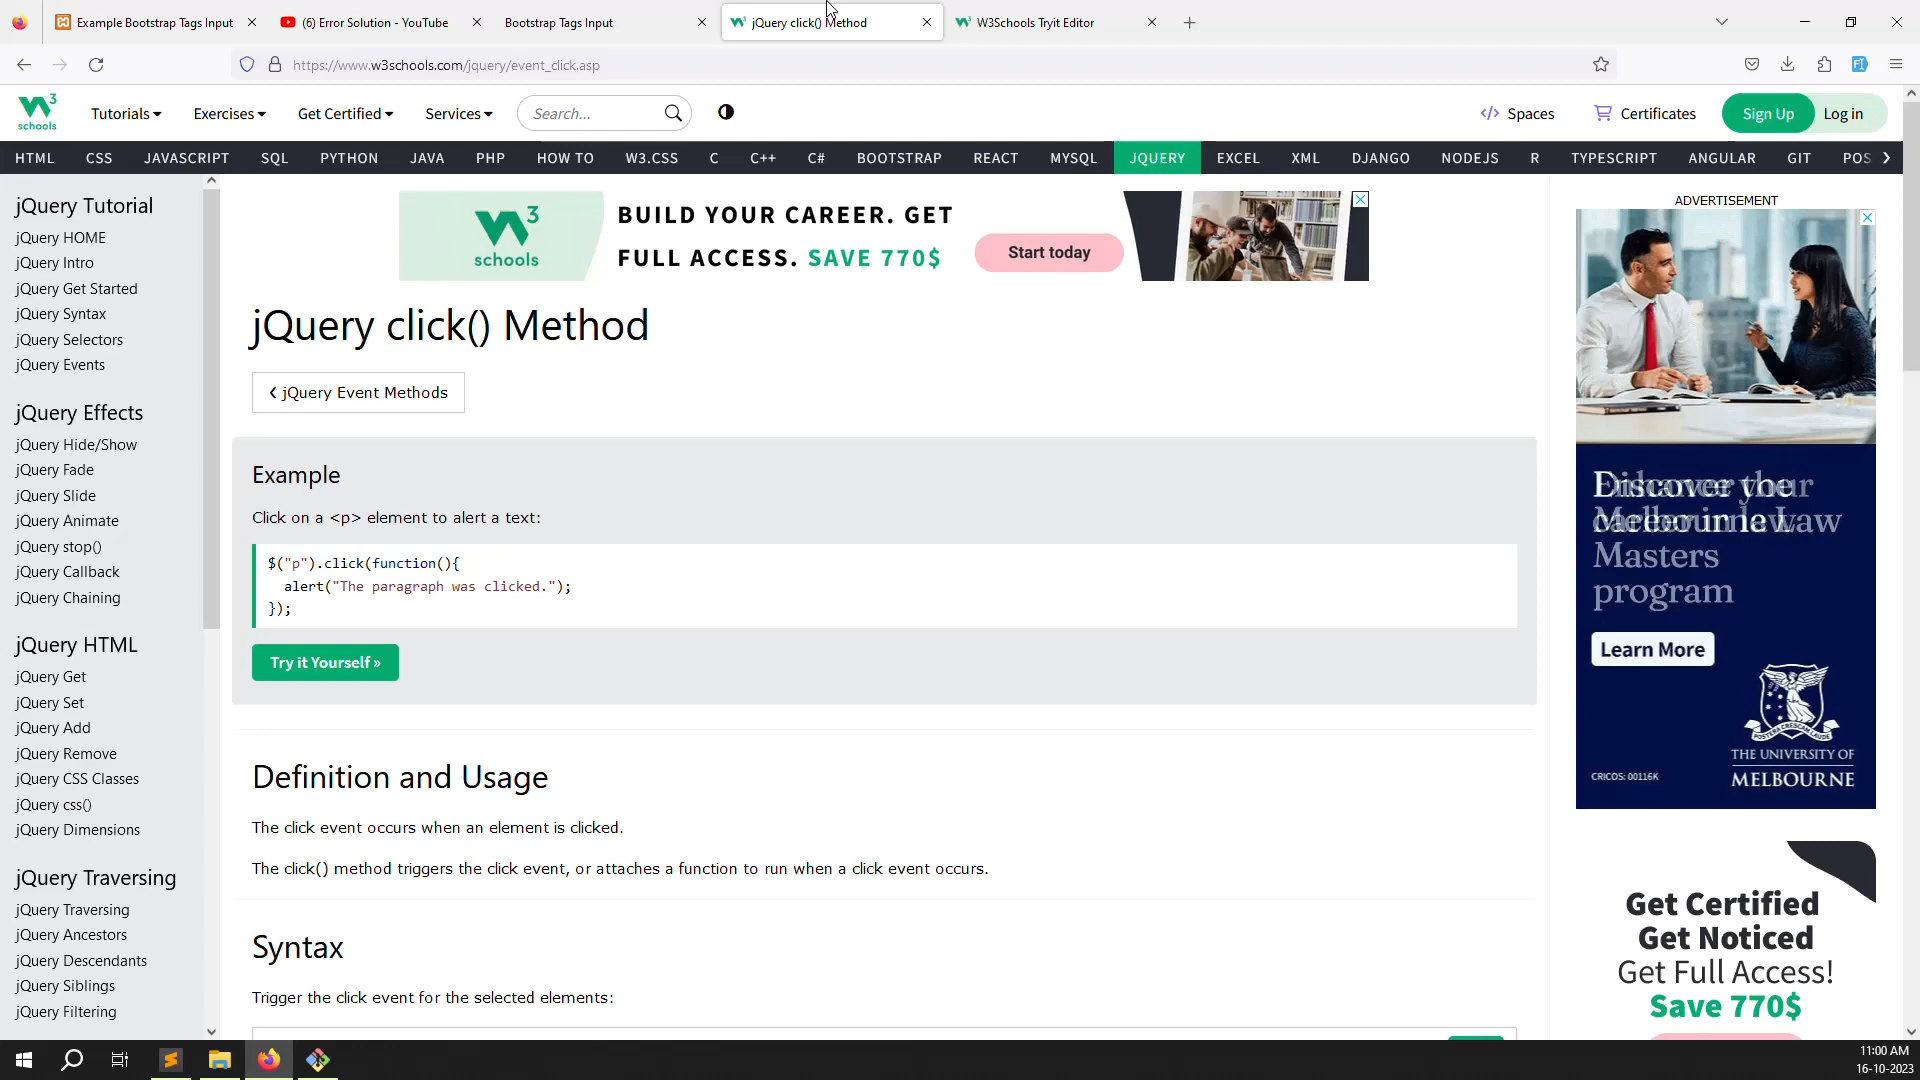 Example Bootstrap Tags Input
(6) Error Solution - YouTube
Bootstrap Tags Input
jQuery click() Method
W3Schools Tryit Editor
https://www.w3schools.com/jquery/event_click.asp
W3 schools
Tutorials
Exercises
Get Certified
Services
Search...
Spaces
Certificates
Sign Up
Log in
HTML CSS JAVASCRIPT SQL PYTHON JAVA PHP HOW TO W3.CSS C C++ C# BOOTSTRAP REACT MYSQL JQUERY EXCEL XML DJANGO NODEJS R TYPESCRIPT ANGULAR GIT POS
jQuery Tutorial
jQuery HOME
jQuery Intro
jQuery Get Started
jQuery Syntax
jQuery Selectors
jQuery Events
jQuery Effects
jQuery Hide/Show
jQuery Fade
jQuery Slide
jQuery Animate
jQuery stop()
jQuery Callback
jQuery Chaining
jQuery HTML
jQuery Get
jQuery Set
jQuery Add
jQuery Remove
jQuery CSS Classes
jQuery css()
jQuery Dimensions
jQuery Traversing
jQuery Traversing
jQuery Ancestors
jQuery Descendants
jQuery Siblings
jQuery Filtering
W3 schools
BUILD YOUR CAREER. GET
FULL ACCESS. SAVE 770$
Start today
jQuery click() Method
❮ jQuery Event Methods
Example
Click on a <p> element to alert a text:
$("p").click(function(){
  alert("The paragraph was clicked.");
});
Try it Yourself »
Definition and Usage
The click event occurs when an element is clicked.
The click() method triggers the click event, or attaches a function to run when a click event occurs.
Syntax
Trigger the click event for the selected elements:
ADVERTISEMENT
Masters
program
Learn More
THE UNIVERSITY OF
MELBOURNE
CRICOS: 00116K
Get Certified
Get Noticed
Get Full Access!
Save 770$
11:00 AM
16-10-2023